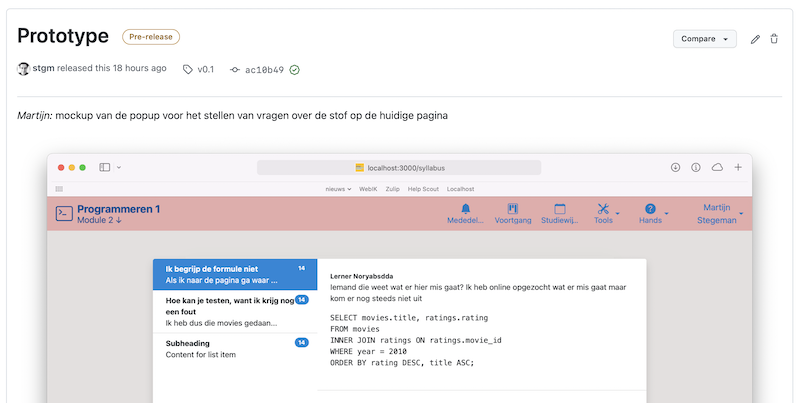 Prototype Pre-release Compare
stgm released this 18 hours ago v0.1 ac10b49
Martijn: mockup van de popup voor het stellen van vragen over de stof op de huidige pagina
localhost:3000/syllabus
nieuws WebIK Zulip Help Scout Localhost
Programmeren 1
Module 2 ↓
Mededel... Voortgang Studiewij... Tools Hands Martijn
Stegeman
Ik begrijp de formule niet 14
Als ik naar de pagina ga waar ...
Hoe kan je testen, want ik krijg nog 14
een fout
Ik heb dus die movies gedaan...
Subheading 14
Content for list item
Lerner Noryabsdda
Iemand die weet wat er hier mis gaat? Ik heb online opgezocht wat er mis gaat maar
kom er nog steeds niet uit
SELECT movies.title, ratings.rating
FROM movies
INNER JOIN ratings ON ratings.movie_id
WHERE year = 2010
ORDER BY rating DESC, title ASC;